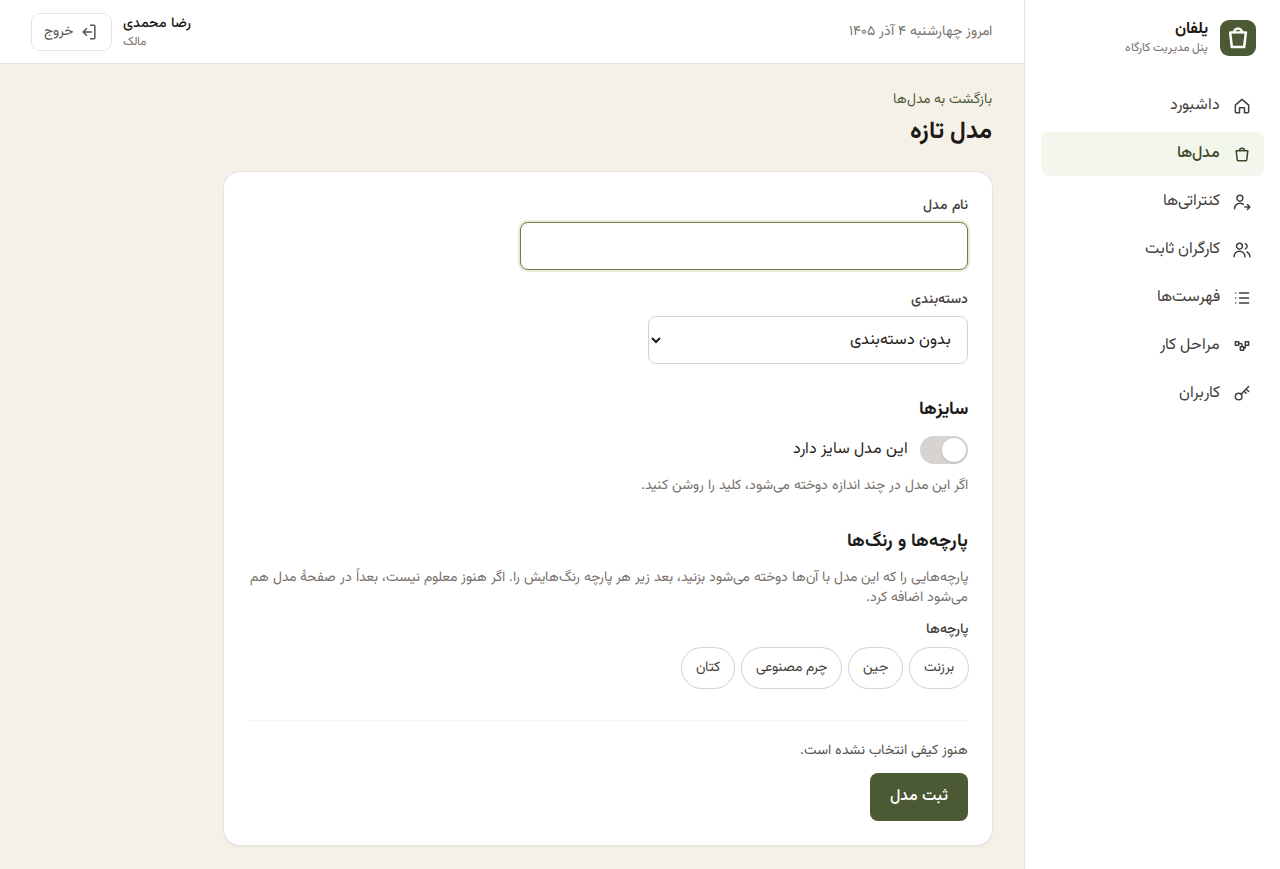 یلفان
پنل مدیریت کارگاه
داشبورد
مدل‌ها
کنتراتی‌ها
کارگران ثابت
فهرست‌ها
مراحل کار
کاربران
امروز چهارشنبه ۴ آذر ۱۴۰۵
رضا محمدی
مالک
خروج
بازگشت به مدل‌ها
مدل تازه
نام مدل
دسته‌بندی
بدون دسته‌بندی
سایزها
این مدل سایز دارد
اگر این مدل در چند اندازه دوخته می‌شود، کلید را روشن کنید.
پارچه‌ها و رنگ‌ها
پارچه‌هایی را که این مدل با آن‌ها دوخته می‌شود بزنید، بعد زیر هر پارچه رنگ‌هایش را. اگر هنوز معلوم نیست، بعداً در صفحهٔ مدل هم
می‌شود اضافه کرد.
پارچه‌ها
برزنت
جین
چرم مصنوعی
کتان
هنوز کیفی انتخاب نشده است.
ثبت مدل